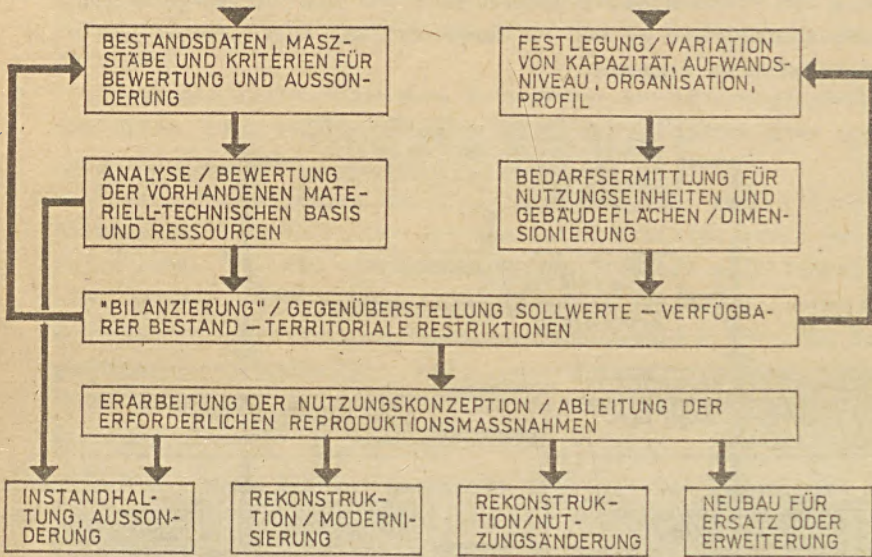 BESTANDSDATEN, MASZ-
STÄBE UND KRITERIEN FÜR
BEWERTUNG UND AUSSON-
DERUNG
FESTLEGUNG / VARIATION
VON KAPAZITÄT, AUFWANDS-
NIVEAU, ORGANISATION,
PROFIL
ANALYSE / BEWERTUNG
DER VORHANDENEN MATE-
RIELL-TECHNISCHEN BASIS
UND RESSOURCEN
BEDARFSERMITTLUNG FÜR
NUTZUNGSEINHEITEN UND
GEBÄUDEFLÄCHEN / DIMEN-
SIONIERUNG
"BILANZIERUNG" / GEGENÜBERSTELLUNG SOLLWERTE – VERFÜGBA-
RER BESTAND – TERRITORIALE RESTRIKTIONEN
ERARBEITUNG DER NUTZUNGSKONZEPTION / ABLEITUNG DER
ERFORDERLICHEN REPRODUKTIONSMASSNAHMEN
INSTANDHAL-
TUNG, AUSSON-
DERUNG
REKONSTRUK-
TION / MODERNI-
SIERUNG
REKONSTRUK-
TION/NUT-
ZUNGSÄNDERUNG
NEUBAU FÜR
ERSATZ ODER
ERWEITERUNG